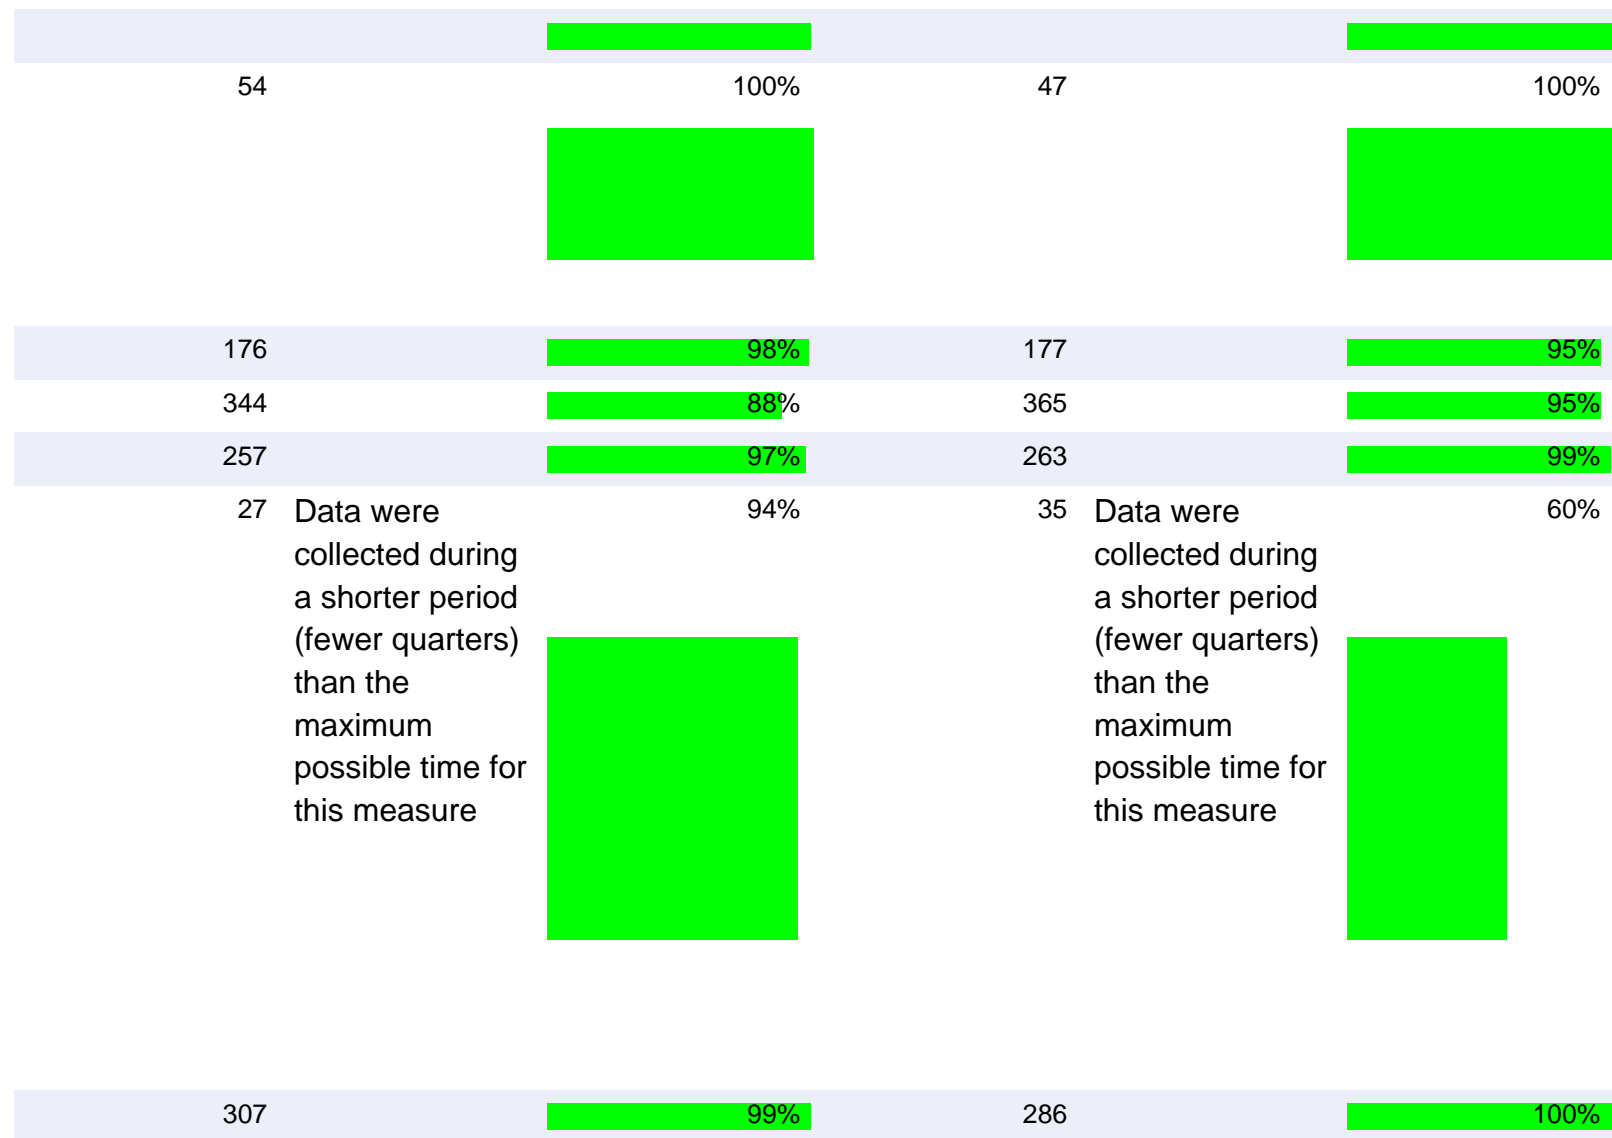 54 100% 47 100%
176 98% 177 95%
344 88% 365 95%
257 97% 263 99%
27 Data were 94% 35 Data were 60%
collected during collected during
a shorter period a shorter period
(fewer quarters) (fewer quarters)
than the than the
maximum maximum
possible time for possible time for
this measure this measure
307 99% 286 100%